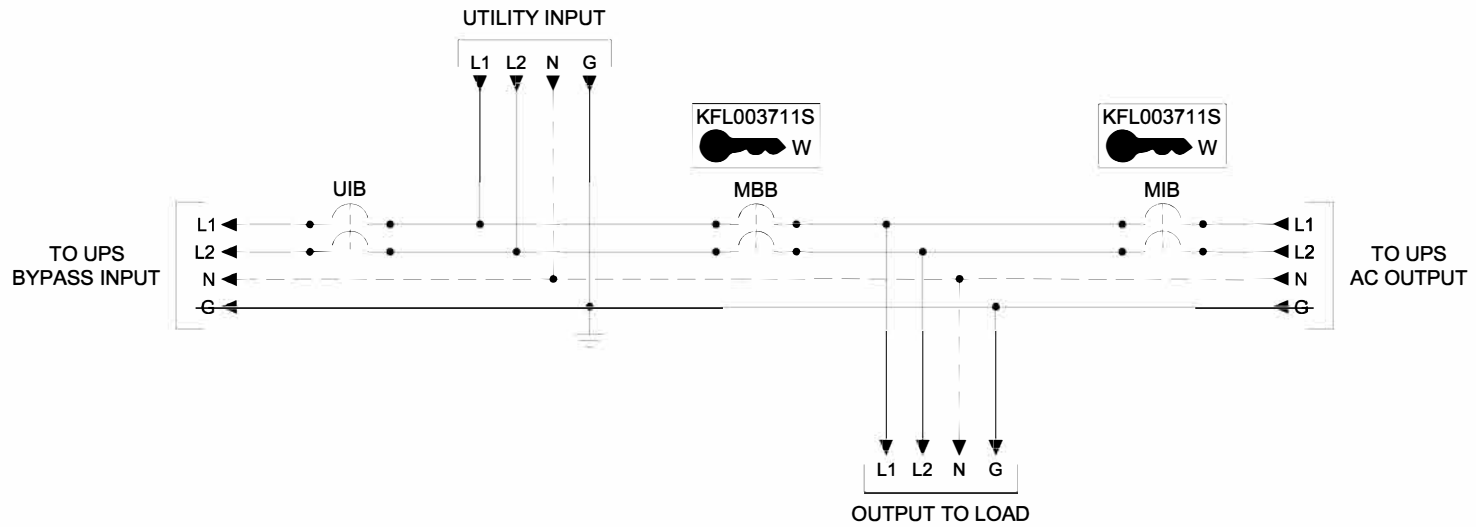 UTILITY INPUT
L1 L2 N G
KFL003711S
W
KFL003711S
W
UIB
MBB
MIB
TO UPS
BYPASS INPUT
L1
L2
N
G
L1
L2
N
G
TO UPS
AC OUTPUT
L1 L2 N G
OUTPUT TO LOAD